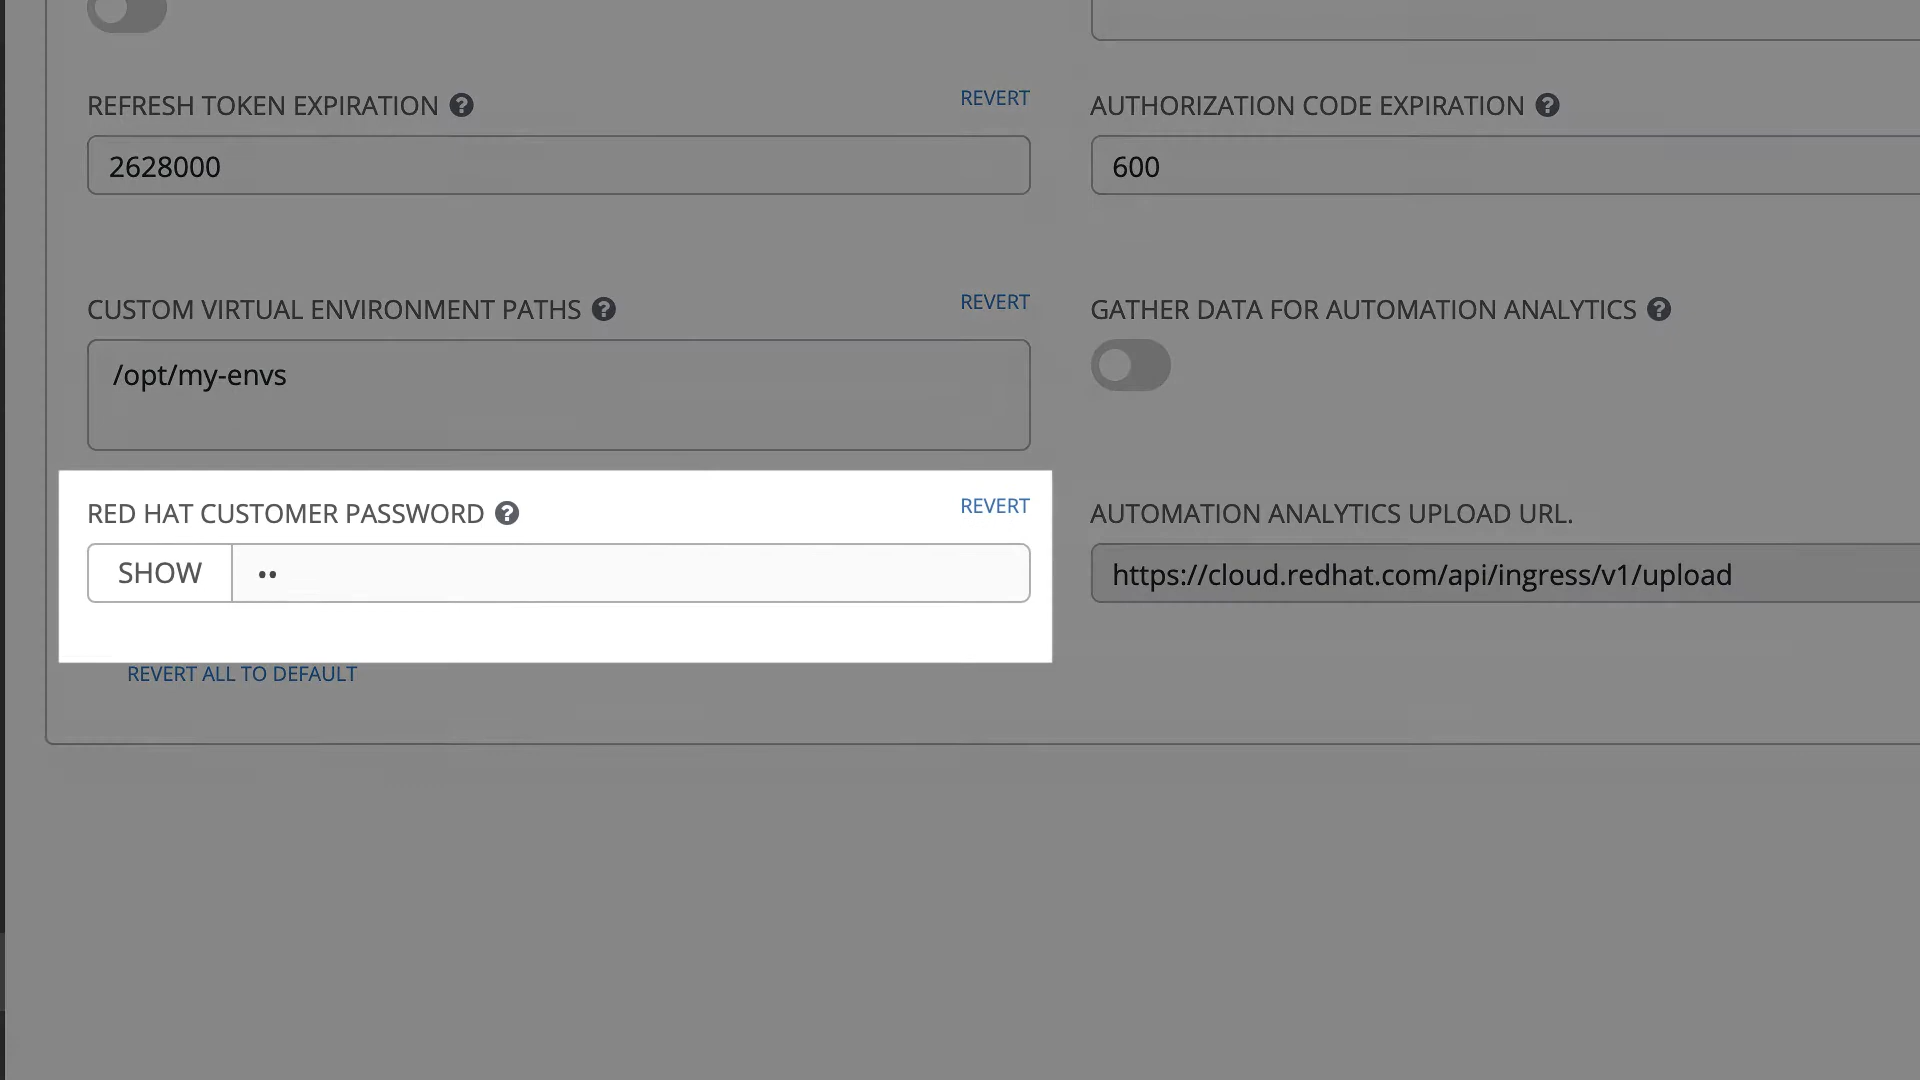 REFRESH TOKEN EXPIRATION ?
REVERT
2628000
AUTHORIZATION CODE EXPIRATION ?
600
CUSTOM VIRTUAL ENVIRONMENT PATHS ?
REVERT
/opt/my-envs
GATHER DATA FOR AUTOMATION ANALYTICS ?
RED HAT CUSTOMER PASSWORD ?
REVERT
SHOW ••
AUTOMATION ANALYTICS UPLOAD URL.
https://cloud.redhat.com/api/ingress/v1/upload
REVERT ALL TO DEFAULT